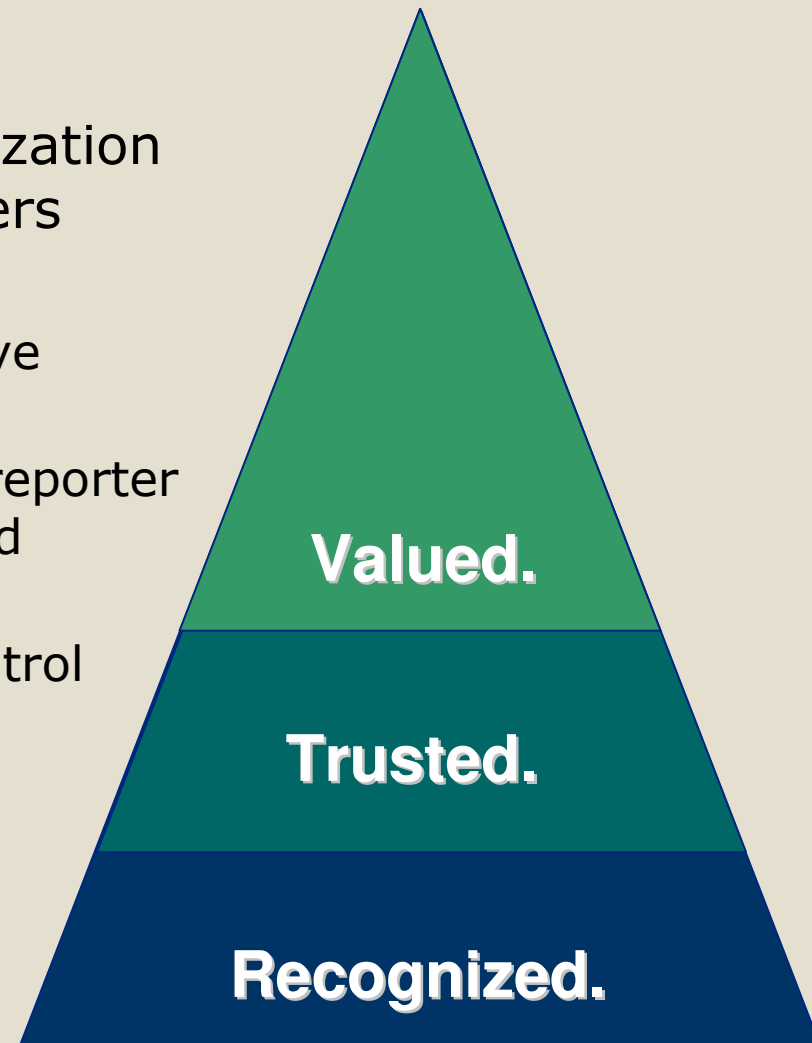 zation
ers
ve
reporter
d
trol
Valued.
Trusted.
Recognized.